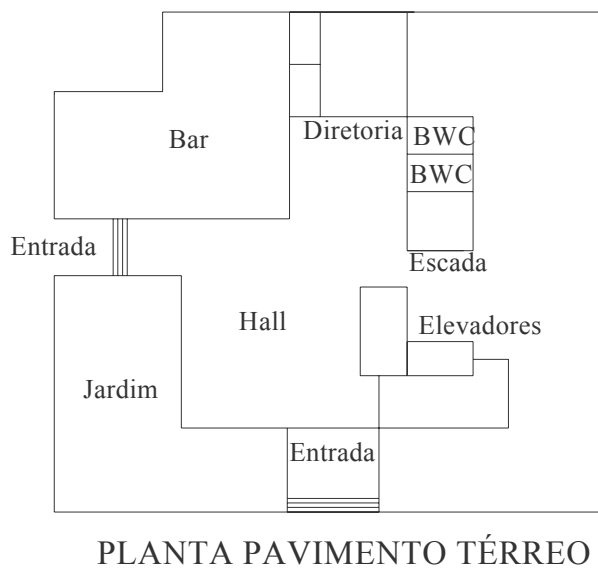 Diretoria
BWC
Bar
BWC
Entrada
Escada
Hall
Elevadores
Jardim
Entrada
PLANTA PAVIMENTO TÉRREO